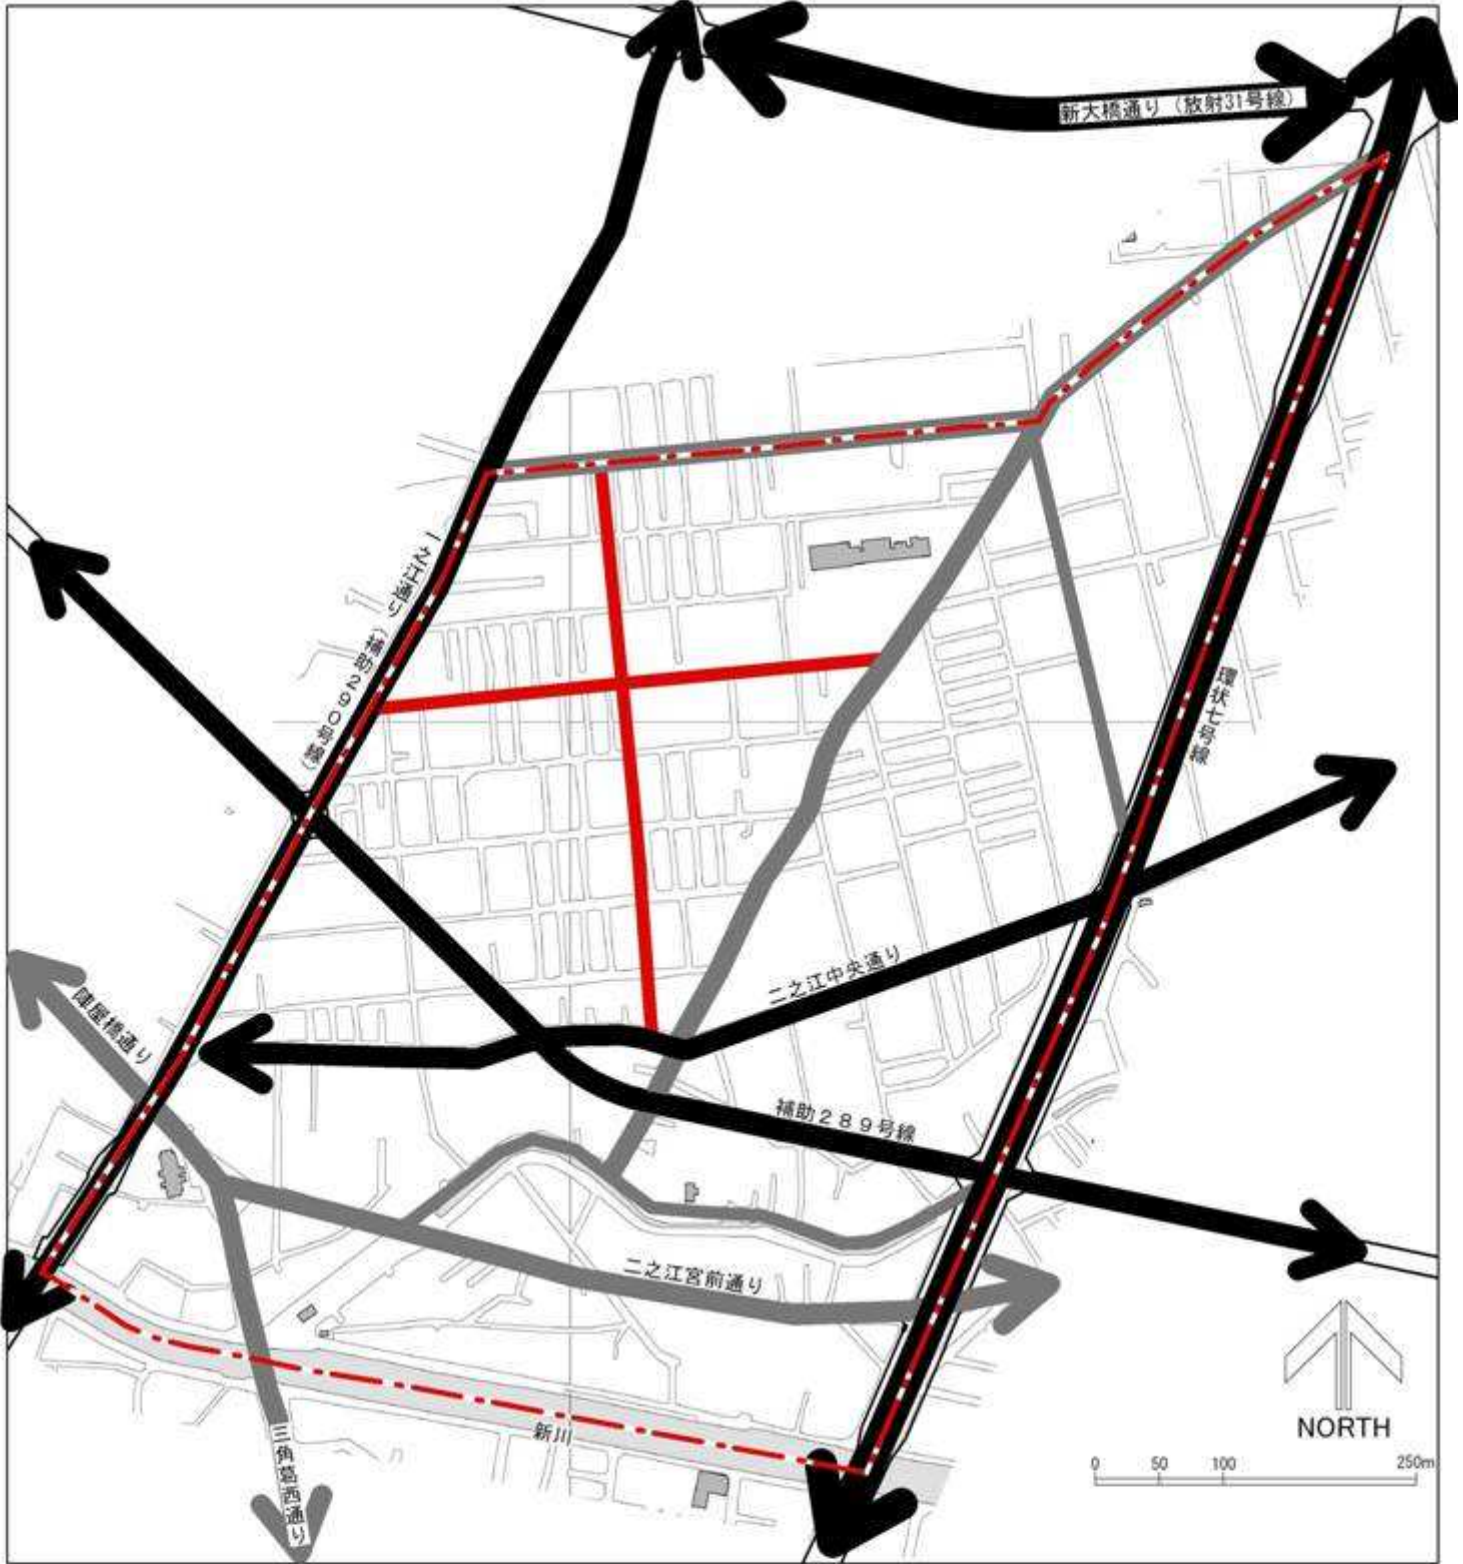 新大橋通り（放射31号線）
一之江通り（補助２９０号線）
環状七号線
二之江中央通り
陣屋橋通り
補助２８９号線
二之江宮前通り
新川
三角葛西通り
NORTH
0 50 100 250m